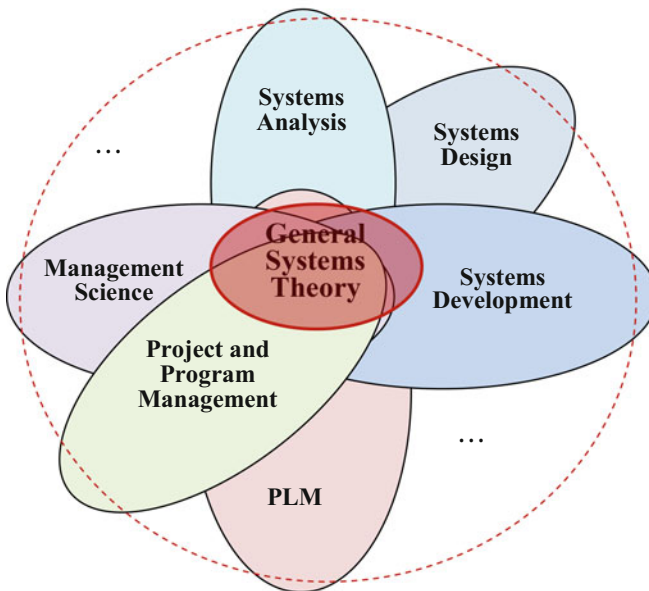 Systems
Analysis
Systems
Design
…
General
Systems
Theory
Management
Science
Systems
Development
Project and
Program
Management
…
PLM